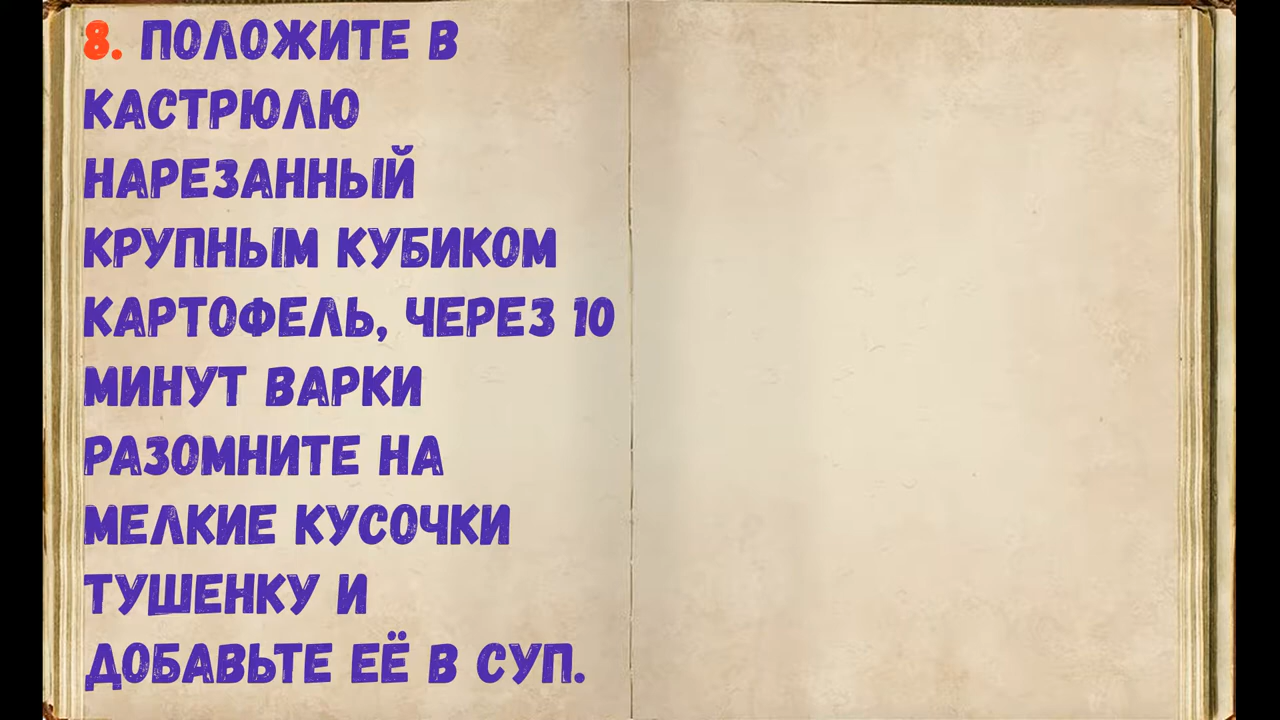 8. ПОЛОЖИТЕ В
КАСТРЮЛЮ
НАРЕЗАННЫЙ
КРУПНЫМ КУБИКОМ
КАРТОФЕЛЬ, ЧЕРЕЗ 10
МИНУТ ВАРКИ
РАЗОМНИТЕ НА
МЕЛКИЕ КУСОЧКИ
ТУШЕНКУ И
ДОБАВЬТЕ ЕЁ В СУП.